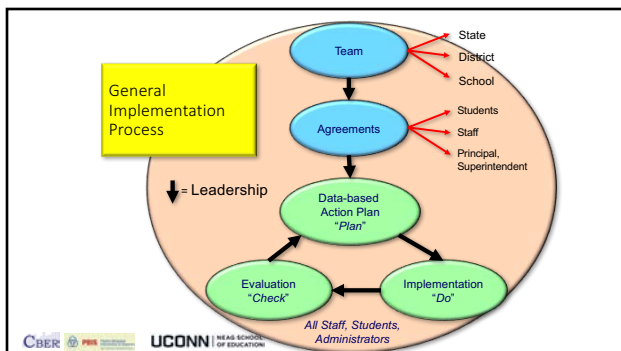 General
Implementation
Process
Team
State
District
School
Agreements
Students
Staff
Principal,
Superintendent
= Leadership
Data-based
Action Plan
“Plan”
Evaluation
“Check”
Implementation
“Do”
All Staff, Students,
Administrators
CBER
PBIS
UCONN
NEAG SCHOOL
OF EDUCATION